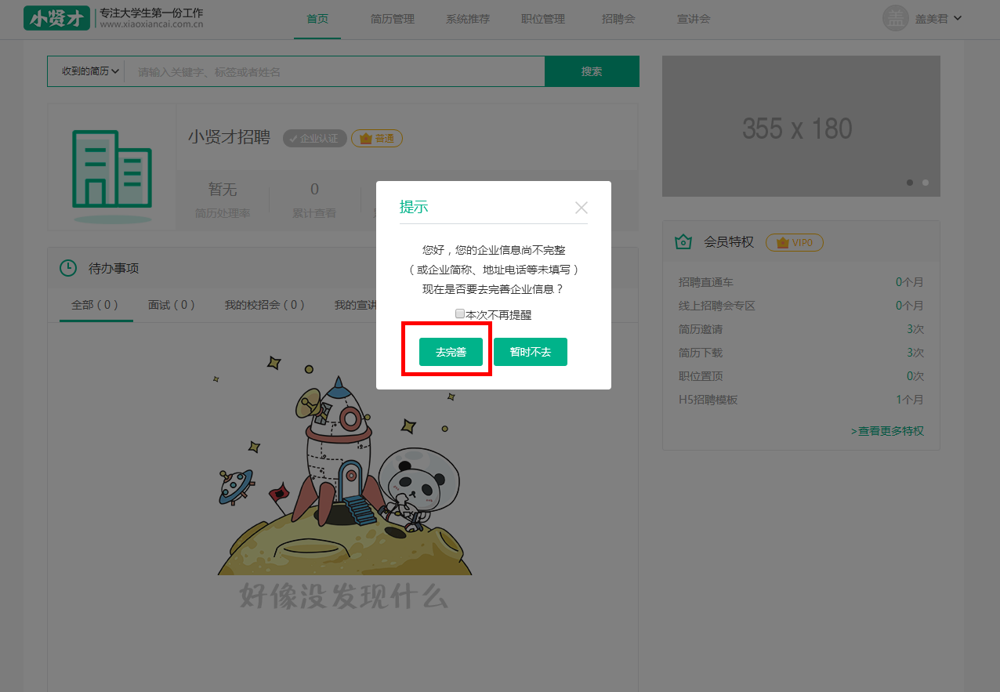 小贤才 专注大学生第一份工作
www.xiaoxiancai.com.cn
首页 简历管理 系统推荐 职位管理 招聘会 宣讲会 盖 盖美君
收到的简历 请输入关键字、标签或者姓名 搜索
355 x 180
小贤才招聘 企业认证 普通
暂无 0
简历处理率 累计查看
提示
您好，您的企业信息尚不完整
（或企业简称、地址电话等未填写）
现在是否要去完善企业信息？
本次不再提醒
去完善 暂时不去
待办事项
全部（0） 面试（0） 我的校招会（0） 我的宣讲
好像没发现什么
会员特权 VIP0
招聘直通车 0个月
线上招聘会专区 0个月
简历邀请 3次
简历下载 3次
职位置顶 0次
H5招聘模板 1个月
>查看更多特权